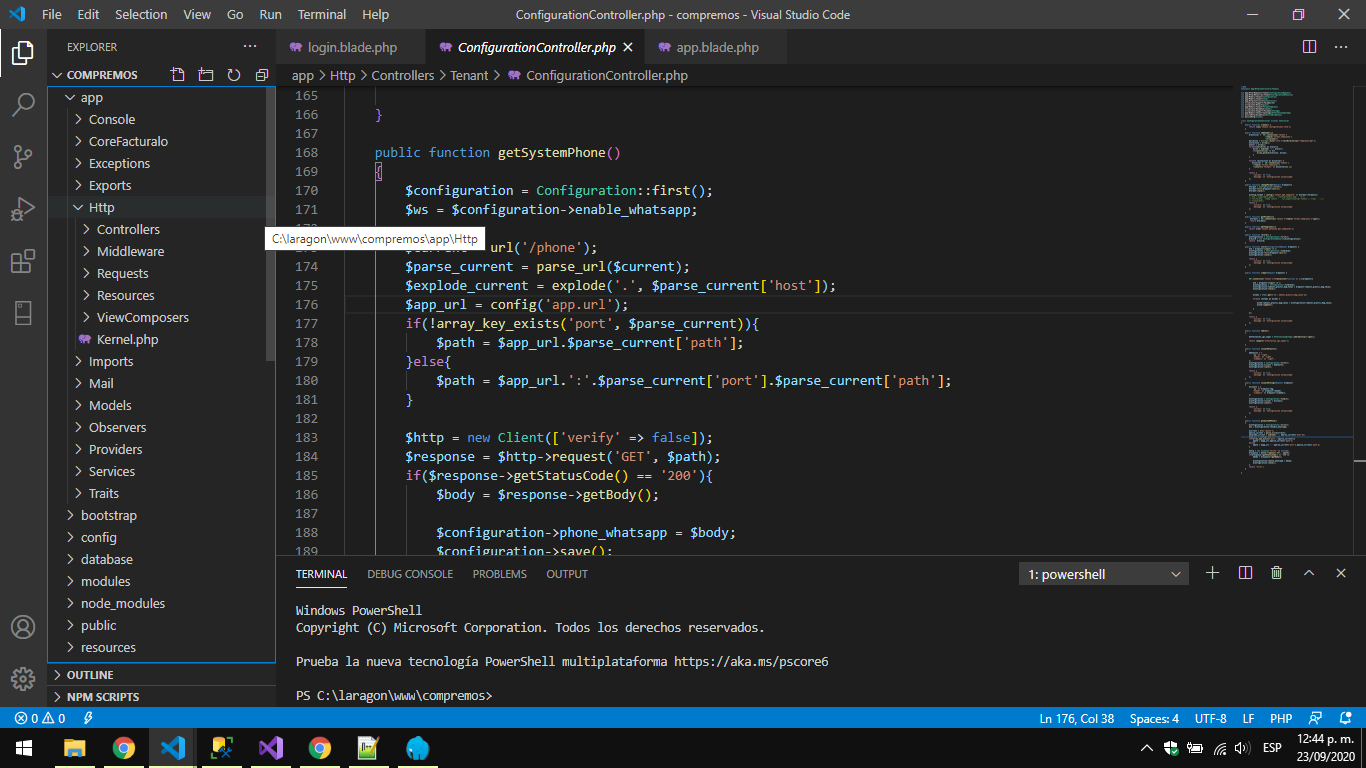 File Edit Selection View Go Run Terminal Help
ConfigurationController.php - compremos - Visual Studio Code
EXPLORER
COMPREMOS
app
Console
CoreFacturalo
Exceptions
Exports
Http
Controllers
Middleware
Requests
Resources
ViewComposers
Kernel.php
Imports
Mail
Models
Observers
Providers
Services
Traits
bootstrap
config
database
modules
node_modules
public
resources
OUTLINE
NPM SCRIPTS
C:\laragon\www\compremos\app\Http
login.blade.php ConfigurationController.php app.blade.php
app > Http > Controllers > Tenant > ConfigurationController.php
165
166 }
167
168 public function getSystemPhone()
169 {
170 $configuration = Configuration::first();
171 $ws = $configuration->enable_whatsapp;
url('/phone');
174 $parse_current = parse_url($current);
175 $explode_current = explode('.', $parse_current['host']);
176 $app_url = config('app.url');
177 if(!array_key_exists('port', $parse_current)){
178 $path = $app_url.$parse_current['path'];
179 }else{
180 $path = $app_url.':'.$parse_current['port'].$parse_current['path'];
181 }
182
183 $http = new Client(['verify' => false]);
184 $response = $http->request('GET', $path);
185 if($response->getStatusCode() == '200'){
186 $body = $response->getBody();
187
188 $configuration->phone_whatsapp = $body;
189 $configuration->save();
TERMINAL DEBUG CONSOLE PROBLEMS OUTPUT
1: powershell
Windows PowerShell
Copyright (C) Microsoft Corporation. Todos los derechos reservados.
Prueba la nueva tecnología PowerShell multiplataforma https://aka.ms/pscore6
PS C:\laragon\www\compremos>
0 0
Ln 176, Col 38 Spaces: 4 UTF-8 LF PHP
ESP
12:44 p. m.
23/09/2020